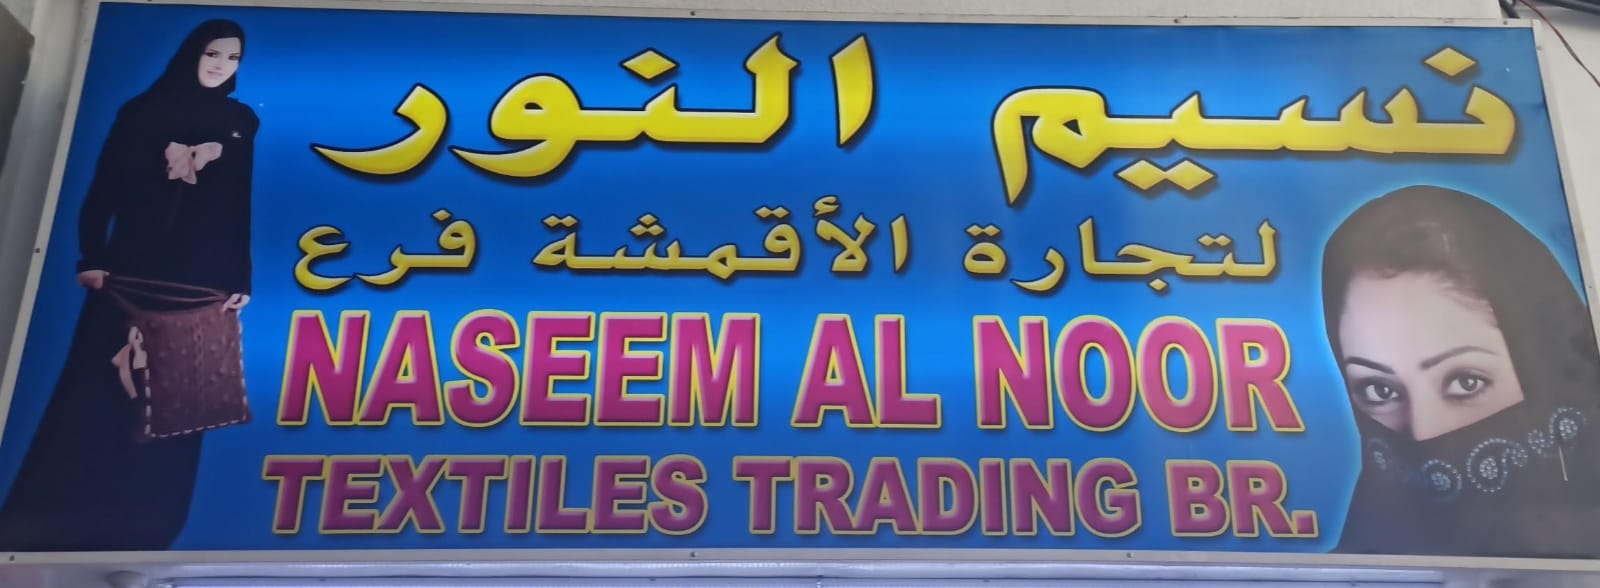 نسيم النور
لتجارة الأقمشة فرع
NASEEM AL NOOR
TEXTILES TRADING BR.